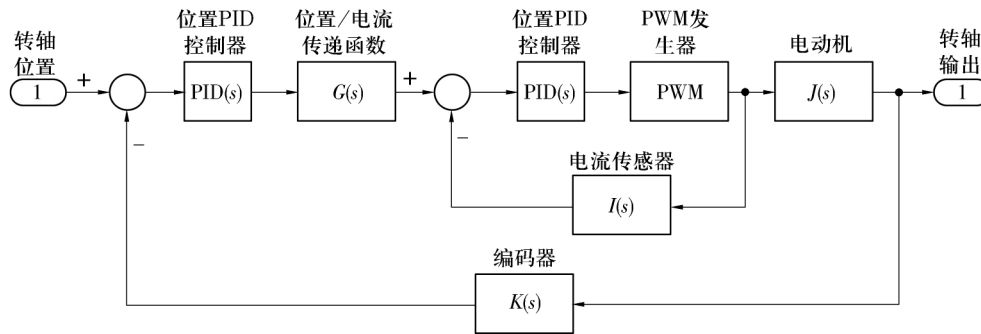 转轴
位置
1
+
−
位置PID
控制器
PID(s)
位置/电流
传递函数
G(s)
+
−
位置PID
控制器
PID(s)
PWM发
生器
PWM
电动机
J(s)
转轴
输出
1
电流传感器
I(s)
编码器
K(s)